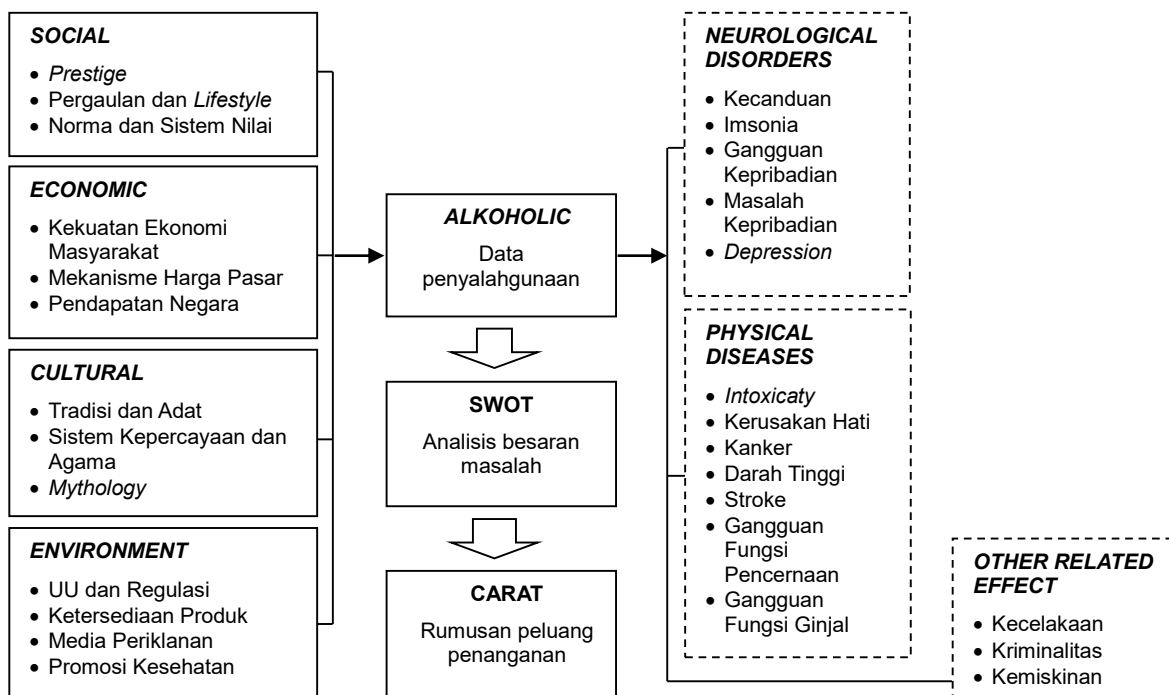 SOCIAL
• Prestige
• Pergaulan dan Lifestyle
• Norma dan Sistem Nilai
ECONOMIC
• Kekuatan Ekonomi
Masyarakat
• Mekanisme Harga Pasar
• Pendapatan Negara
CULTURAL
• Tradisi dan Adat
• Sistem Kepercayaan dan
Agama
• Mythology
ENVIRONMENT
• UU dan Regulasi
• Ketersediaan Produk
• Media Periklanan
• Promosi Kesehatan
ALKOHOLIC
Data
penyalahgunaan
SWOT
Analisis besaran
masalah
CARAT
Rumusan peluang
penanganan
NEUROLOGICAL
DISORDERS
• Kecanduan
• Imsonia
• Gangguan
Kepribadian
• Masalah
Kepribadian
• Depression
PHYSICAL
DISEASES
• Intoxicaty
• Kerusakan Hati
• Kanker
• Darah Tinggi
• Stroke
• Gangguan
Fungsi
Pencernaan
• Gangguan
Fungsi Ginjal
OTHER RELATED
EFFECT
• Kecelakaan
• Kriminalitas
• Kemiskinan